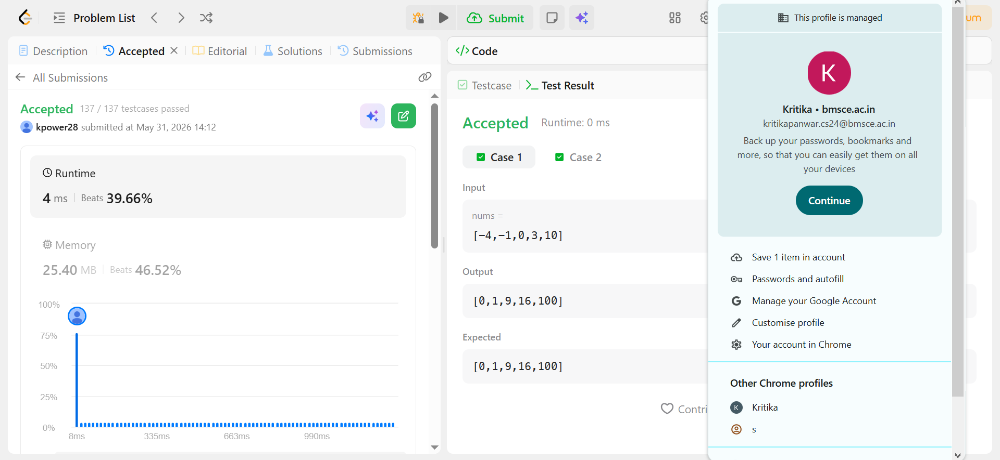 Problem List
Submit
um
Description
Accepted
Editorial
Solutions
Submissions
All Submissions
Accepted 137 / 137 testcases passed
kpower28 submitted at May 31, 2026 14:12
Runtime
4 ms Beats 39.66%
Memory
25.40 MB Beats 46.52%
100%
75%
50%
25%
0%
8ms 335ms 663ms 990ms
Code
Testcase
Test Result
Accepted Runtime: 0 ms
Case 1 Case 2
Input
nums =
[-4,-1,0,3,10]
Output
[0,1,9,16,100]
Expected
[0,1,9,16,100]
Contri
This profile is managed
K
Kritika • bmsce.ac.in
kritikapanwar.cs24@bmsce.ac.in
Back up your passwords, bookmarks and
more, so that you can easily get them on all
your devices
Continue
Save 1 item in account
Passwords and autofill
Manage your Google Account
Customise profile
Your account in Chrome
Other Chrome profiles
K Kritika
s